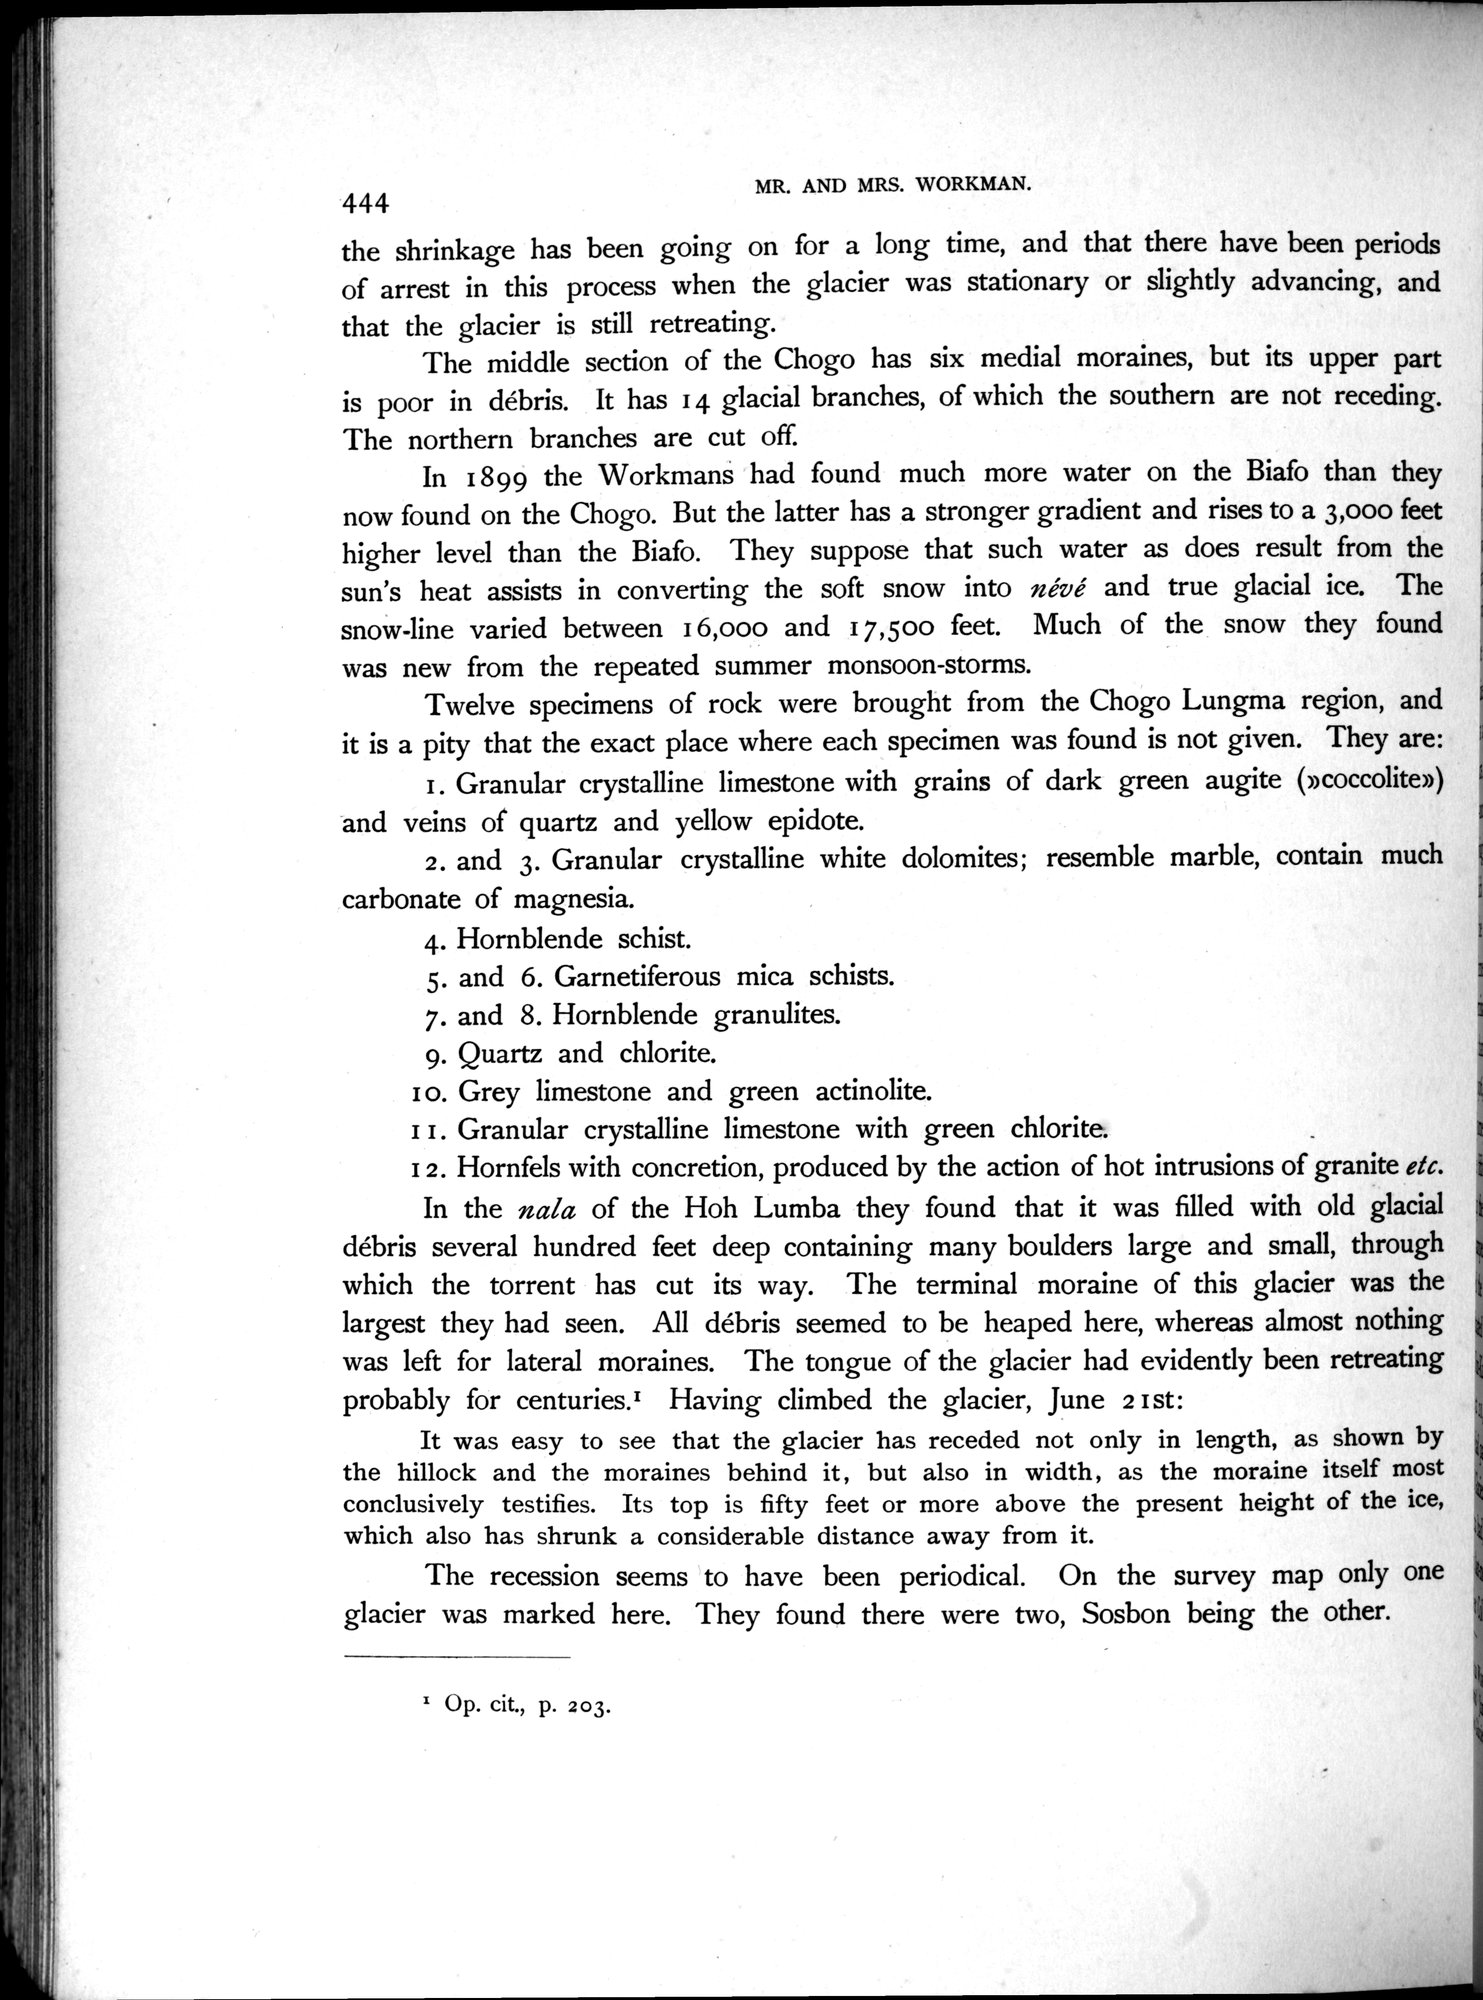 444
MR. AND MRS. WORKMAN.
the shrinkage has been going on for a long time, and that there have been periods
of arrest in this process when the glacier was stationary or slightly advancing, and
that the glacier is still retreating.
The middle section of the Chogo has six medial moraines, but its upper part
is poor in débris. It has 14 glacial branches, of which the southern are not receding.
The northern branches are cut off.
In 1899 the Workmans had found much more water on the Biafo than they
now found on the Chogo. But the latter has a stronger gradient and rises to a 3,000 feet
higher level than the Biafo. They suppose that such water as does result from the
sun's heat assists in converting the soft snow into névé and true glacial ice. The
snow-line varied between 16,000 and 17,500 feet. Much of the snow they found
was new from the repeated summer monsoon-storms.
Twelve specimens of rock were brought from the Chogo Lungma region, and
it is a pity that the exact place where each specimen was found is not given. They are:
1. Granular crystalline limestone with grains of dark green augite (»coccolite»)
and veins of quartz and yellow epidote.
2. and 3. Granular crystalline white dolomites; resemble marble, contain much
carbonate of magnesia.
4. Hornblende schist.
5. and 6. Garnetiferous mica schists.
7. and 8. Hornblende granulites.
9. Quartz and chlorite.
10. Grey limestone and green actinolite.
11. Granular crystalline limestone with green chlorite.
12. Hornfels with concretion, produced by the action of hot intrusions of granite etc.
In the nala of the Hoh Lumba they found that it was filled with old glacial
débris several hundred feet deep containing many boulders large and small, through
which the torrent has cut its way. The terminal moraine of this glacier was the
largest they had seen. All débris seemed to be heaped here, whereas almost nothing
was left for lateral moraines. The tongue of the glacier had evidently been retreating
probably for centuries.¹ Having climbed the glacier, June 21st:
It was easy to see that the glacier has receded not only in length, as shown by
the hillock and the moraines behind it, but also in width, as the moraine itself most
conclusively testifies. Its top is fifty feet or more above the present height of the ice,
which also has shrunk a considerable distance away from it.
The recession seems to have been periodical. On the survey map only one
glacier was marked here. They found there were two, Sosbon being the other.
¹ Op. cit., p. 203.